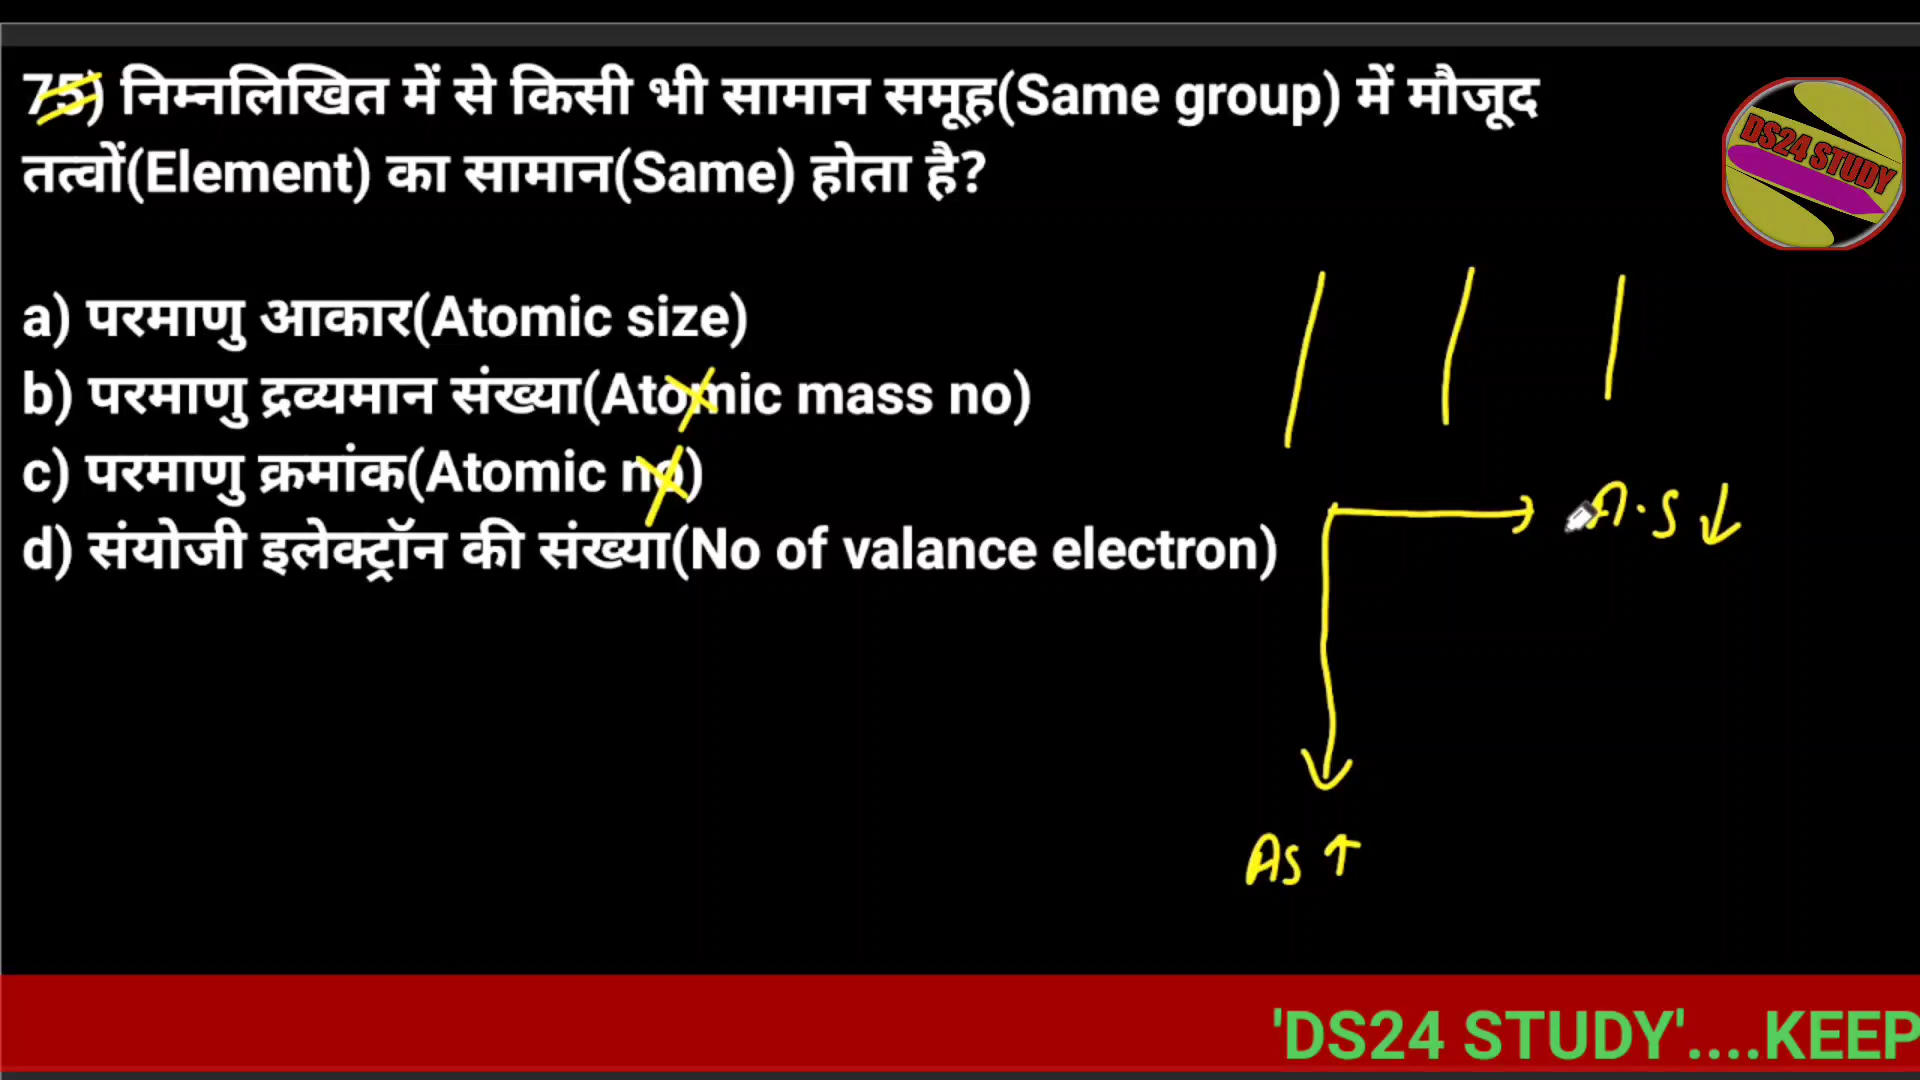 75) निम्नलिखित में से किसी भी सामान समूह(Same group) में मौजूद
तत्वों(Element) का सामान(Same) होता है?
DS24 STUDY
a) परमाणु आकार(Atomic size)
b) परमाणु द्रव्यमान संख्या(Atomic mass no)
c) परमाणु क्रमांक(Atomic no)
d) संयोजी इलेक्ट्रॉन की संख्या(No of valance electron)
A.S ↓
AS ↑
'DS24 STUDY'....KEEP